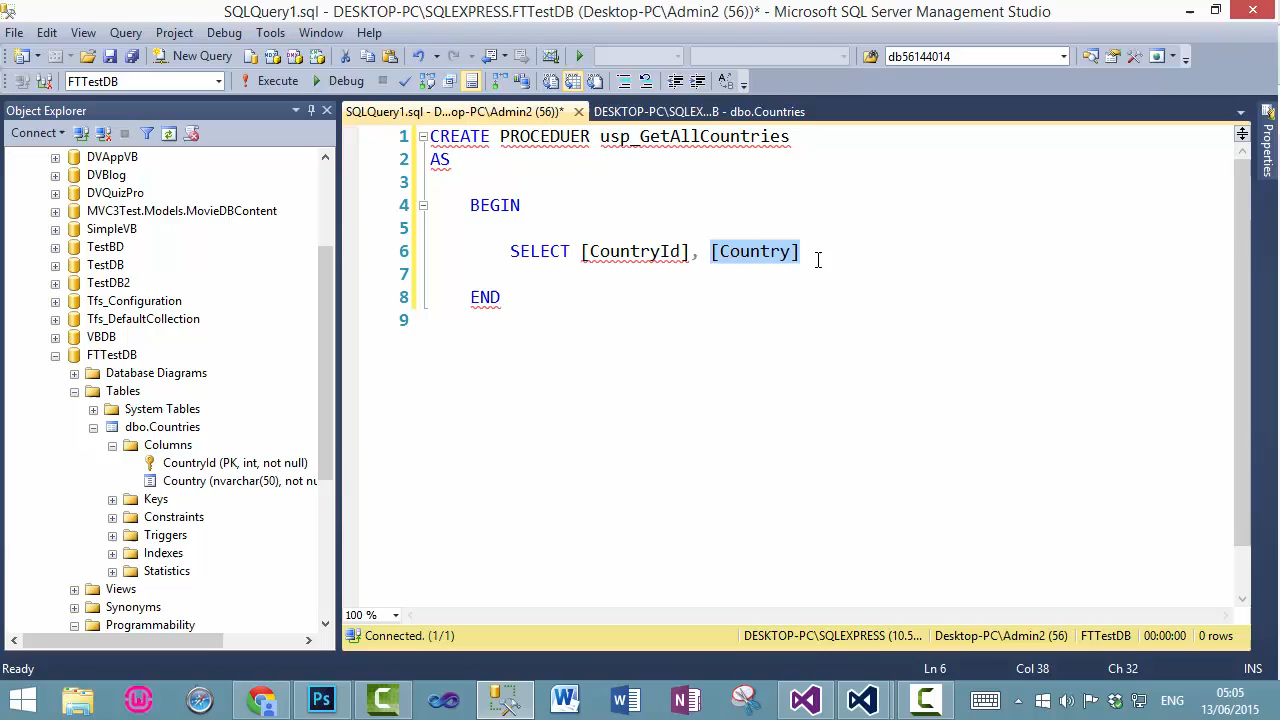 SQLQuery1.sql - DESKTOP-PC\SQLEXPRESS.FTTestDB (Desktop-PC\Admin2 (56))* - Microsoft SQL Server Management Studio
File Edit View Query Project Debug Tools Window Help
New Query
db56144014
FTTestDB
! Execute
Debug
Object Explorer
SQLQuery1.sql - D...op-PC\Admin2 (56))*
DESKTOP-PC\SQLEX...B - dbo.Countries
Connect
DVAppVB
DVBlog
DVQuizPro
MVC3Test.Models.MovieDBContent
SimpleVB
TestBD
TestDB
TestDB2
Tfs_Configuration
Tfs_DefaultCollection
VBDB
FTTestDB
Database Diagrams
Tables
System Tables
dbo.Countries
Columns
CountryId (PK, int, not null)
Country (nvarchar(50), not nu
Keys
Constraints
Triggers
Indexes
Statistics
Views
Synonyms
Programmability
1 CREATE PROCEDUER usp_GetAllCountries
2 AS
3
4 BEGIN
5
6 SELECT [CountryId], [Country]
7
8 END
9
Properties
100 %
Connected. (1/1)
DESKTOP-PC\SQLEXPRESS (10.5...
Desktop-PC\Admin2 (56)
FTTestDB
00:00:00
0 rows
Ready
Ln 6
Col 38
Ch 32
INS
Ps
ENG
05:05
13/06/2015